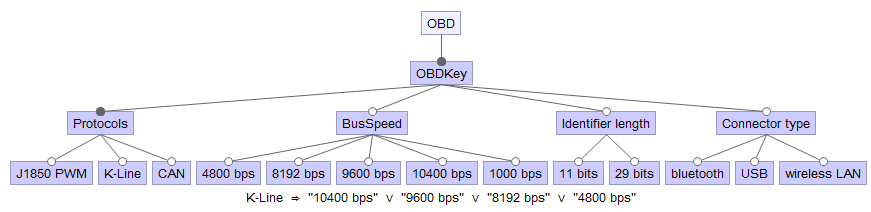 OBD
OBDKey
Protocols BusSpeed Identifier length Connector type
J1850 PWM K-Line CAN 4800 bps 8192 bps 9600 bps 10400 bps 1000 bps 11 bits 29 bits bluetooth USB wireless LAN
K-Line ⇒ "10400 bps" ∨ "9600 bps" ∨ "8192 bps" ∨ "4800 bps"